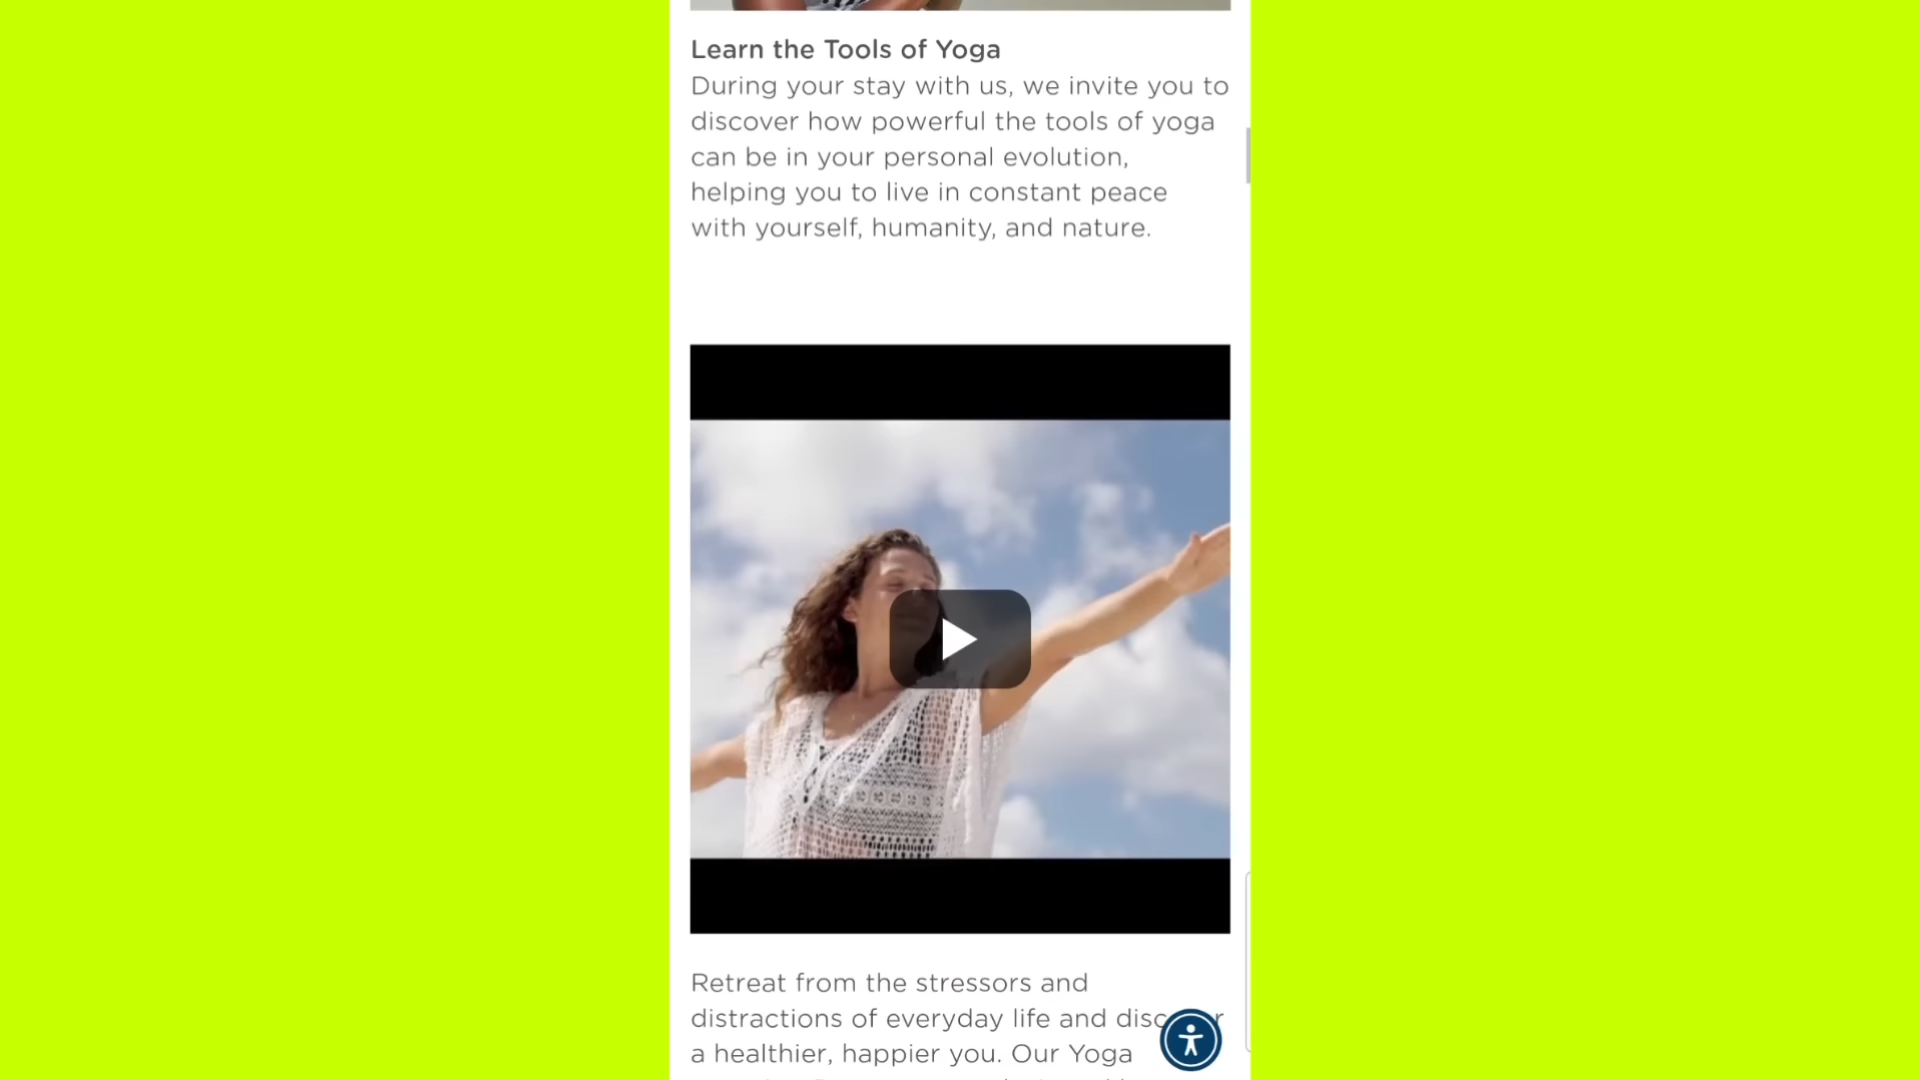 Learn the Tools of Yoga
During your stay with us, we invite you to
discover how powerful the tools of yoga
can be in your personal evolution,
helping you to live in constant peace
with yourself, humanity, and nature.
Retreat from the stressors and
distractions of everyday life and
a healthier, happier you. Our Yoga